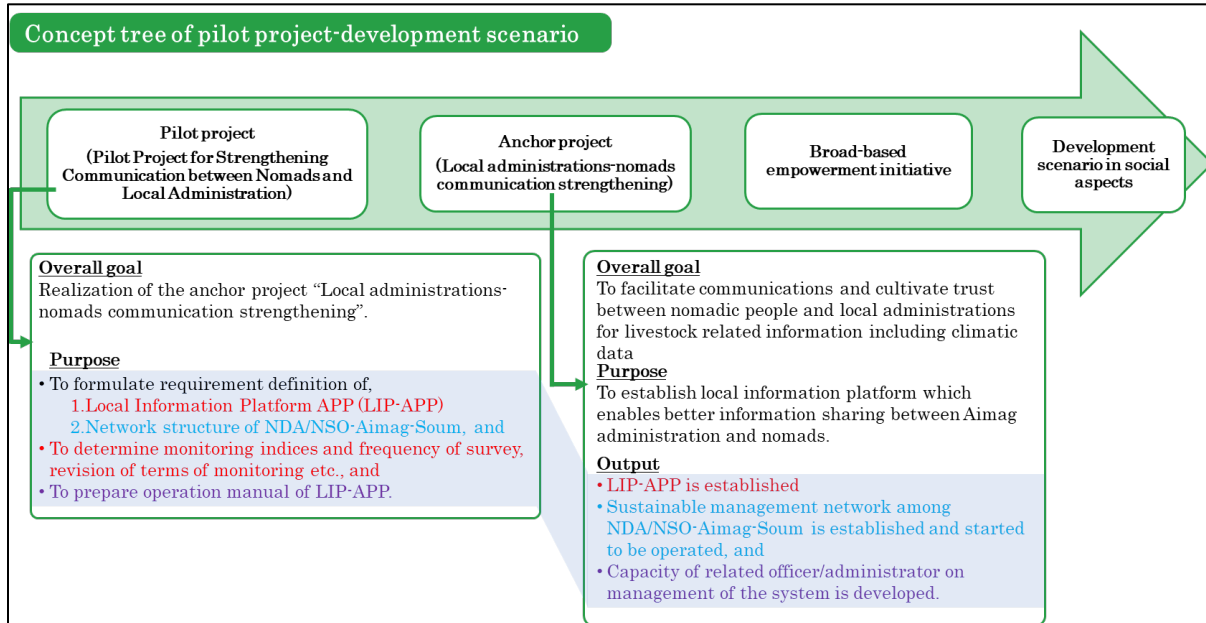 Concept tree of pilot project-development scenario
Pilot project
(Pilot Project for Strengthening
Communication between Nomads and
Local Administration)
Anchor project
(Local administrations-nomads
communication strengthening)
Broad-based
empowerment initiative
Development
scenario in social
aspects
Overall goal
Realization of the anchor project “Local administrations-
nomads communication strengthening”.
Purpose
• To formulate requirement definition of,
1.Local Information Platform APP (LIP-APP)
2.Network structure of NDA/NSO-Aimag-Soum, and
• To determine monitoring indices and frequency of survey,
revision of terms of monitoring etc., and
• To prepare operation manual of LIP-APP.
Overall goal
To facilitate communications and cultivate trust
between nomadic people and local administrations
for livestock related information including climatic
data
Purpose
To establish local information platform which
enables better information sharing between Aimag
administration and nomads.
Output
• LIP-APP is established
• Sustainable management network among
NDA/NSO-Aimag-Soum is established and started
to be operated, and
• Capacity of related officer/administrator on
management of the system is developed.